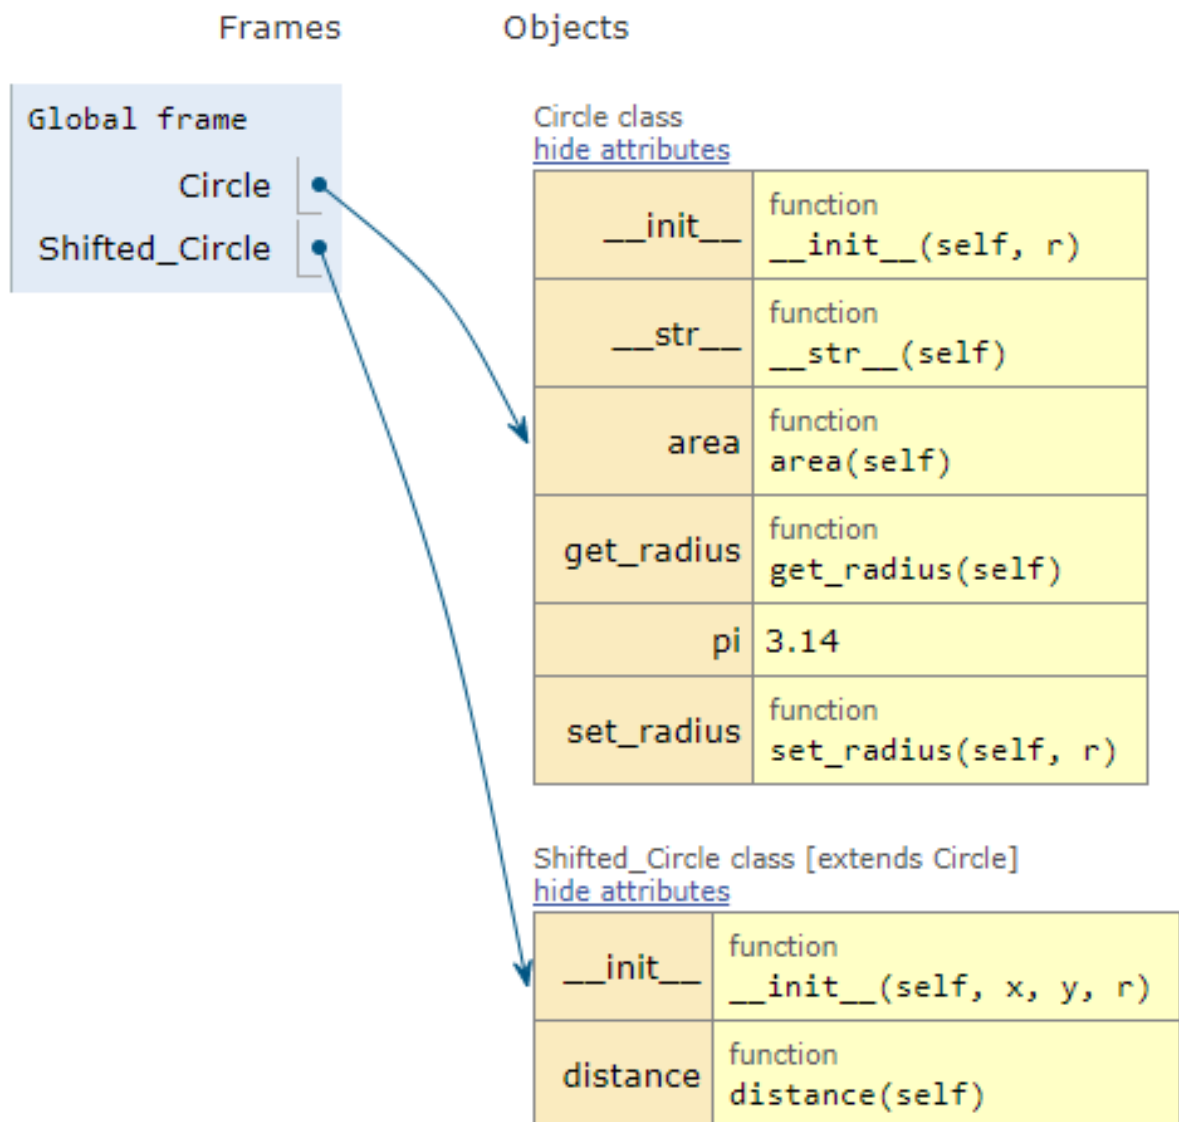 Frames Objects
Global frame
Circle
Shifted_Circle
Circle class
hide attributes
__init__ function
__init__(self, r)
__str__ function
__str__(self)
area function
area(self)
get_radius function
get_radius(self)
pi 3.14
set_radius function
set_radius(self, r)
Shifted_Circle class [extends Circle]
hide attributes
__init__ function
__init__(self, x, y, r)
distance function
distance(self)